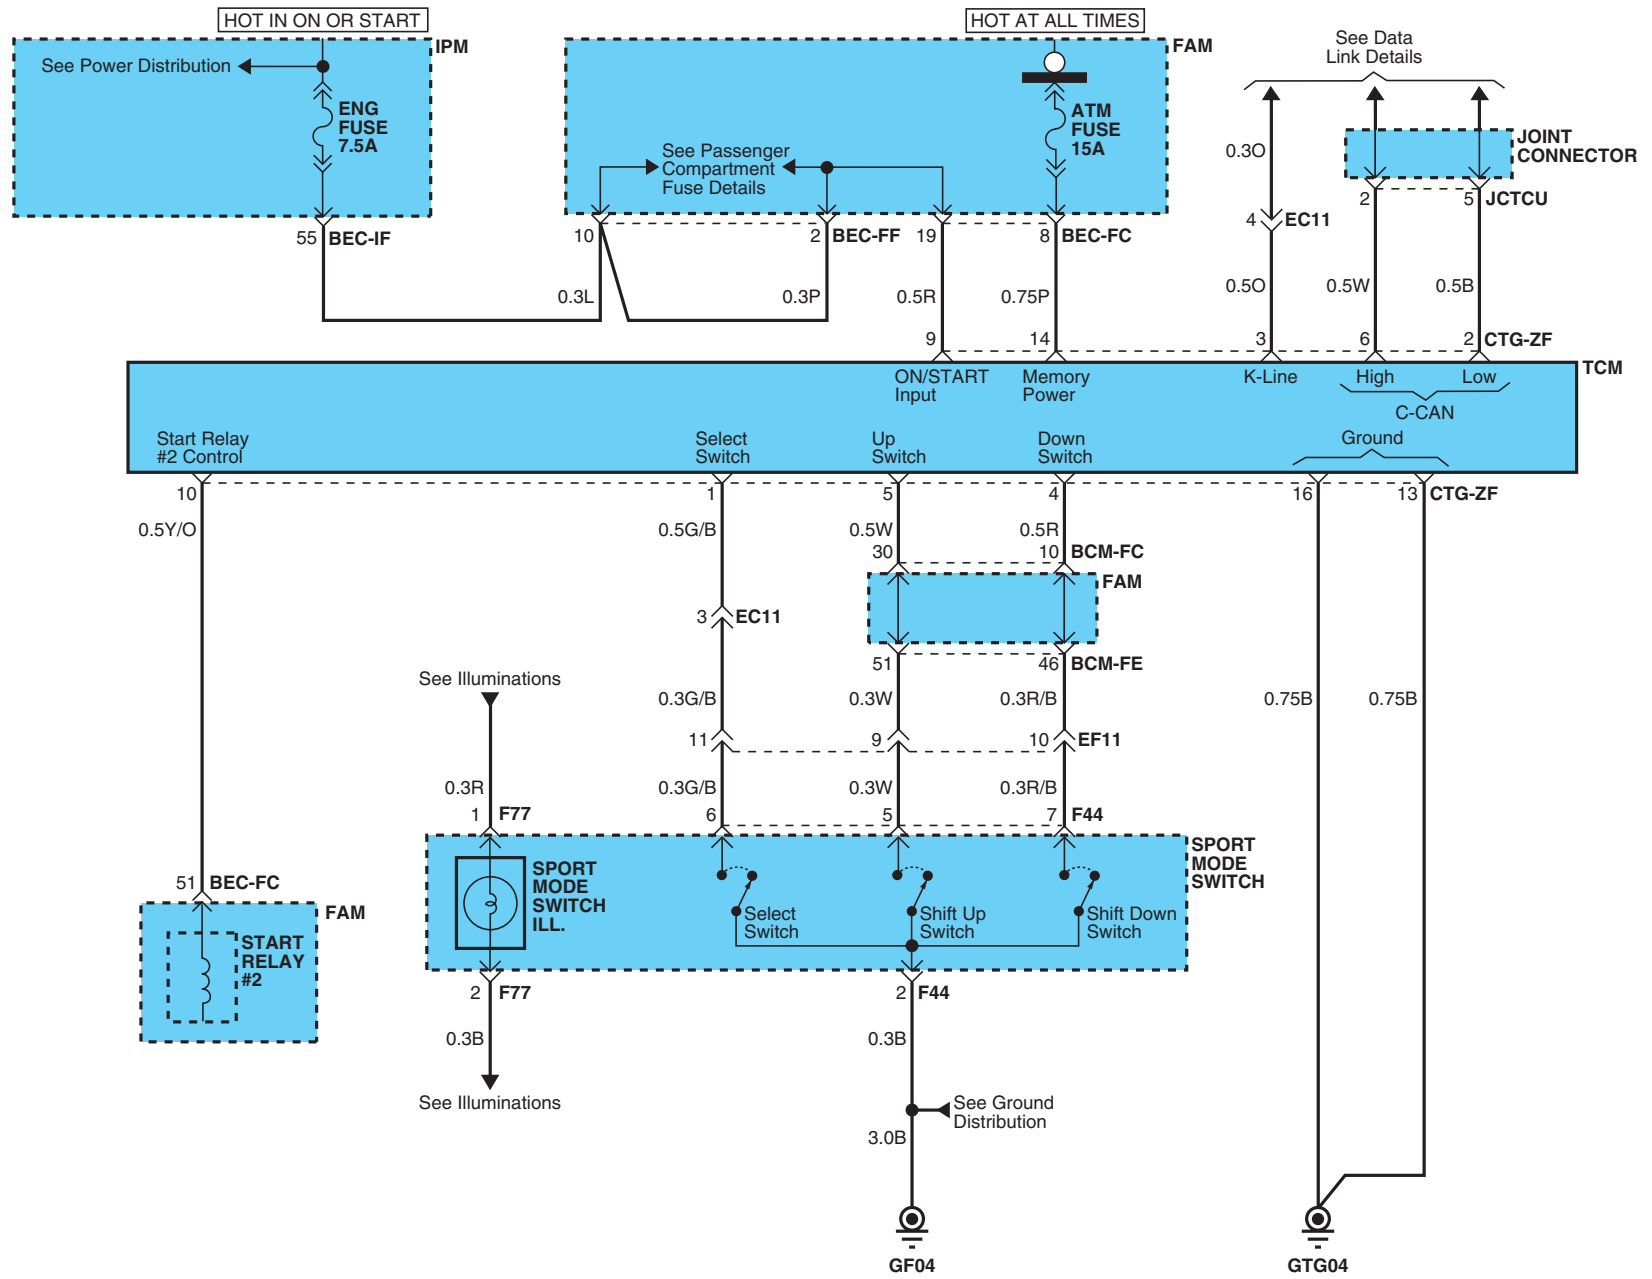 HOT IN ON OR START
HOT AT ALL TIMES
See Data
Link Details
IPM
FAM
See Power Distribution
ENG
FUSE
7.5A
ATM
FUSE
15A
See Passenger
Compartment
Fuse Details
0.3O
JOINT
CONNECTOR
2
5
JCTCU
4
EC11
55
BEC-IF
10
2
BEC-FF
19
8
BEC-FC
0.3L
0.3P
0.5R
0.75P
0.5O
0.5W
0.5B
9
14
3
6
2
CTG-ZF
TCM
ON/START
Input
Memory
Power
K-Line
High
Low
C-CAN
Start Relay
#2 Control
Select
Switch
Up
Switch
Down
Switch
Ground
10
1
5
4
16
13
CTG-ZF
0.5Y/O
0.5G/B
0.5W
0.5R
30
10
BCM-FC
FAM
3
EC11
51
46
BCM-FE
See Illuminations
0.3G/B
0.3W
0.3R/B
0.75B
0.75B
11
9
10
EF11
0.3R
0.3G/B
0.3W
0.3R/B
1
F77
6
5
7
F44
SPORT
MODE
SWITCH
SPORT
MODE
SWITCH
ILL.
51
BEC-FC
FAM
Select
Switch
Shift Up
Switch
Shift Down
Switch
START
RELAY
#2
2
F77
2
F44
0.3B
0.3B
See Illuminations
See Ground
Distribution
3.0B
GF04
GTG04